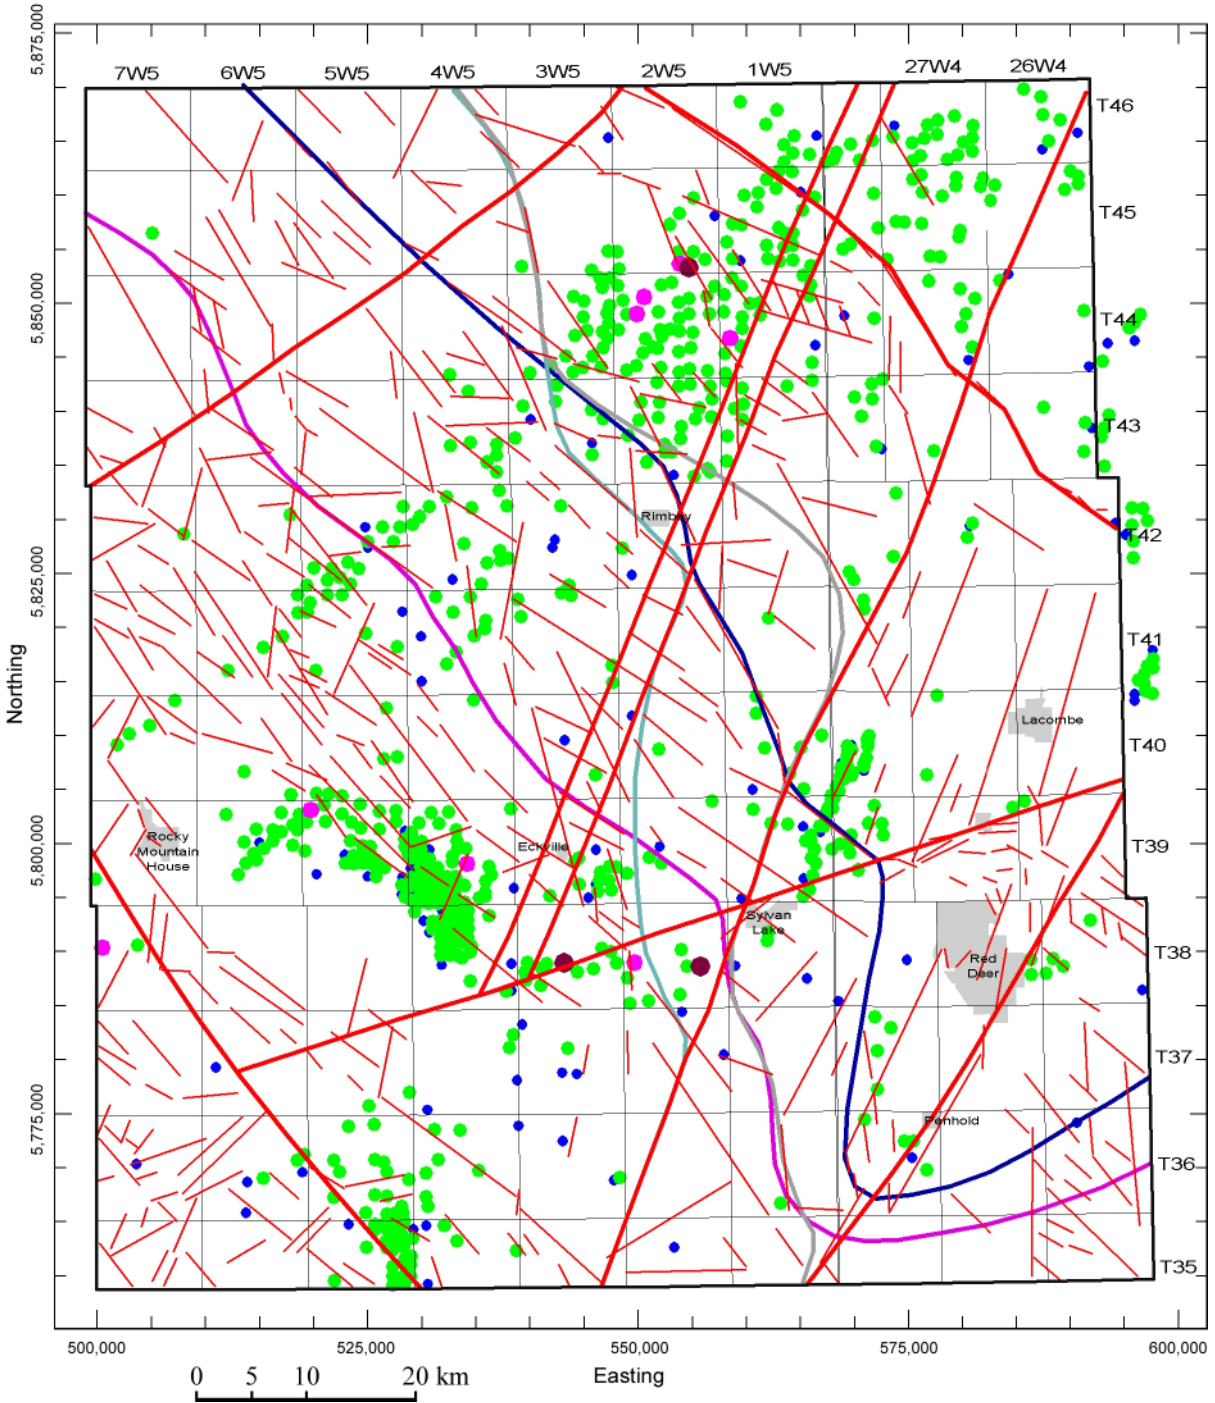 5,875,000
7W5 6W5 5W5 4W5 3W5 2W5 1W5 27W4 26W4
T46
T45
5,850,000
T44
T43
Rimbey
T42
5,825,000
T41
Northing
Lacombe
T40
Rocky
Mountain
House
Eckville
5,800,000
T39
Sylvan
Lake
Red
Deer
T38
T37
5,775,000
Penhold
T36
T35
500,000 525,000 550,000 575,000 600,000
Easting
0 5 10 20 km